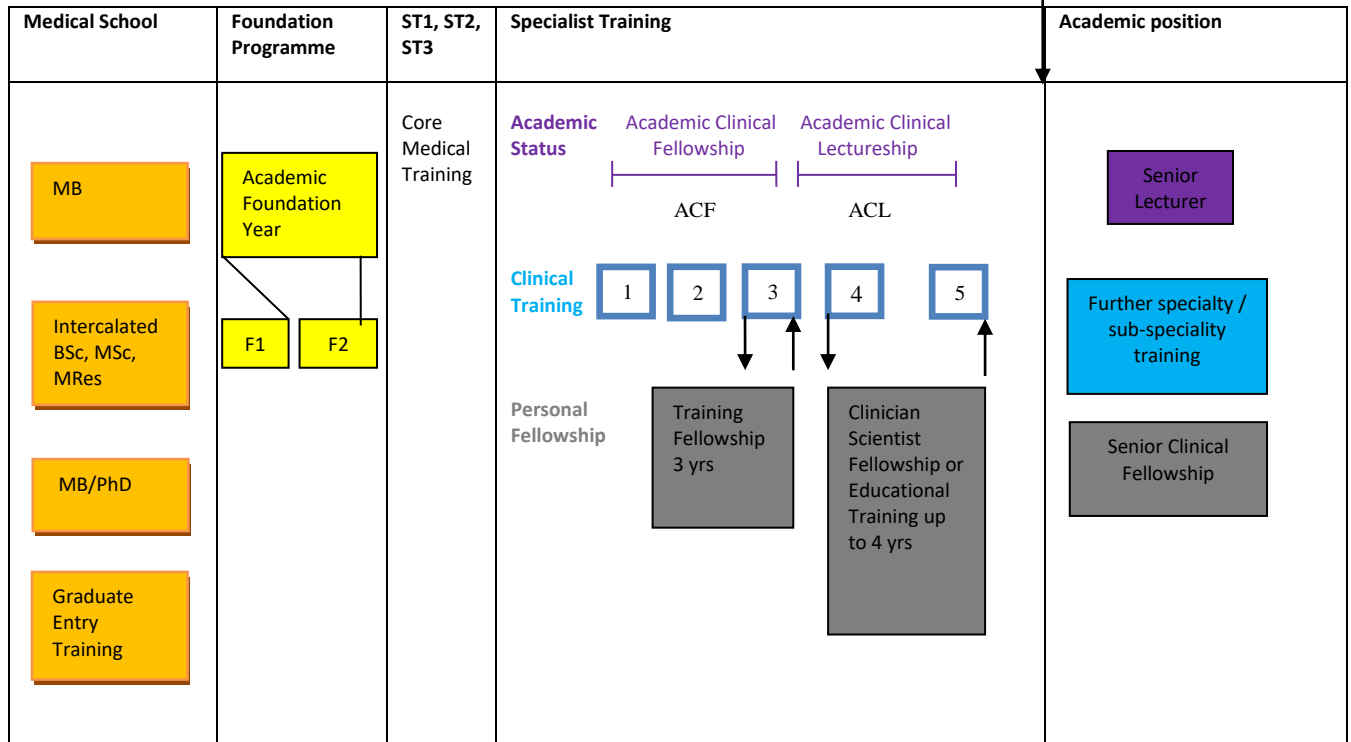 Medical School
Foundation
Programme
ST1, ST2,
ST3
Specialist Training
Academic position
MB
Intercalated
BSc, MSc,
MRes
MB/PhD
Graduate
Entry
Training
Academic
Foundation
Year
F1
F2
Core
Medical
Training
Academic
Status
Academic Clinical
Fellowship
Academic Clinical
Lectureship
ACF
ACL
Clinical
Training
1
2
3
4
5
Personal
Fellowship
Training
Fellowship
3 yrs
Clinician
Scientist
Fellowship or
Educational
Training up
to 4 yrs
Senior
Lecturer
Further specialty /
sub-speciality
training
Senior Clinical
Fellowship